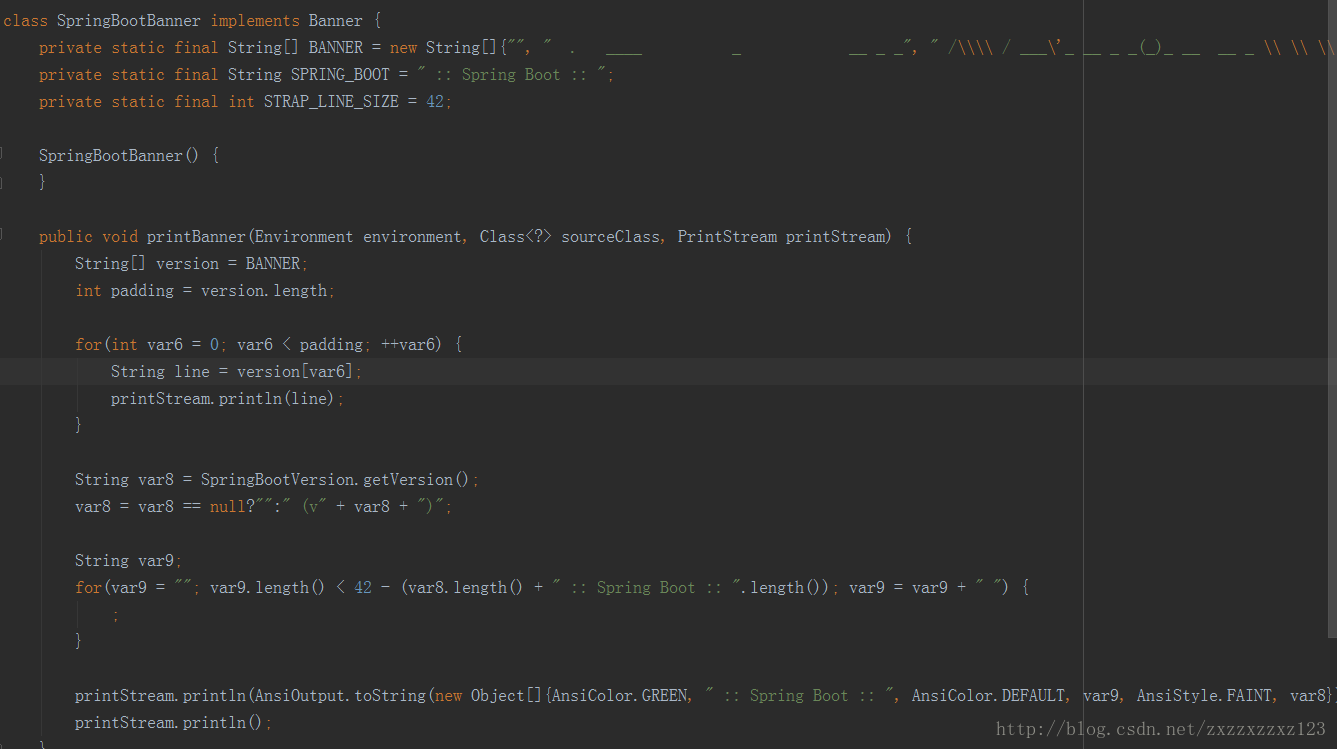 class SpringBootBanner implements Banner {
    private static final String[] BANNER = new String[]{"", "  .   ____          _            __ _ _", " /\\\\ / ___\'_ __ _ _(_)_ __  __ _ \\ \\ \\
    private static final String SPRING_BOOT = " :: Spring Boot :: ";
    private static final int STRAP_LINE_SIZE = 42;

    SpringBootBanner() {
    }

    public void printBanner(Environment environment, Class<?> sourceClass, PrintStream printStream) {
        String[] version = BANNER;
        int padding = version.length;

        for(int var6 = 0; var6 < padding; ++var6) {
            String line = version[var6];
            printStream.println(line);
        }

        String var8 = SpringBootVersion.getVersion();
        var8 = var8 == null?"":" (v" + var8 + ")";

        String var9;
        for(var9 = ""; var9.length() < 42 - (var8.length() + " :: Spring Boot :: ".length()); var9 = var9 + " ") {
            ;
        }

        printStream.println(AnsiOutput.toString(new Object[]{AnsiColor.GREEN, " :: Spring Boot :: ", AnsiColor.DEFAULT, var9, AnsiStyle.FAINT, var8}
        printStream.println();
    }
http://blog.csdn.net/zxzzxzzxz123